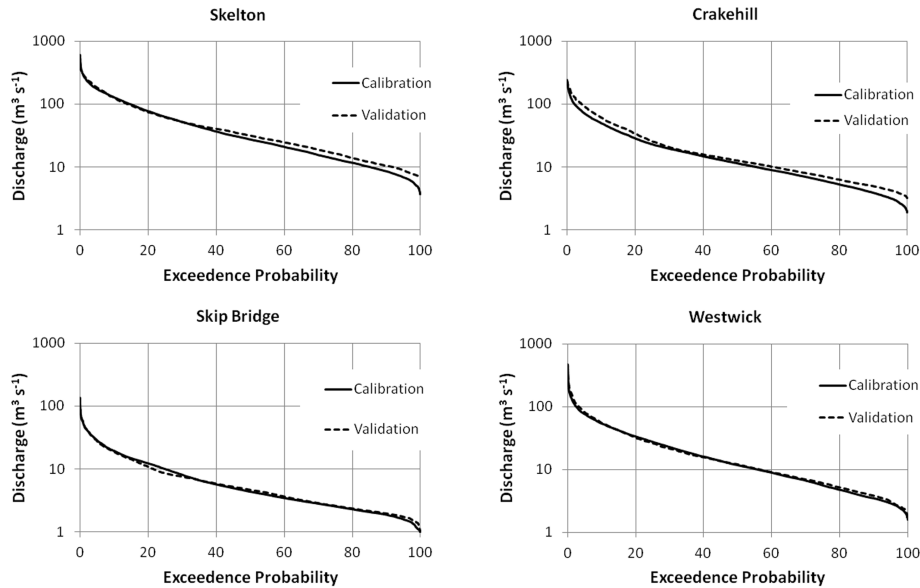 Skelton
1000
100
10
1
Discharge (m³ s⁻¹)
Calibration
Validation
0 20 40 60 80 100
Exceedence Probability
Crakehill
1000
100
10
1
Discharge (m³ s⁻¹)
Calibration
Validation
0 20 40 60 80 100
Exceedence Probability
Skip Bridge
1000
100
10
1
Discharge (m³ s⁻¹)
Calibration
Validation
0 20 40 60 80 100
Exceedence Probability
Westwick
1000
100
10
1
Discharge (m³ s⁻¹)
Calibration
Validation
0 20 40 60 80 100
Exceedence Probability